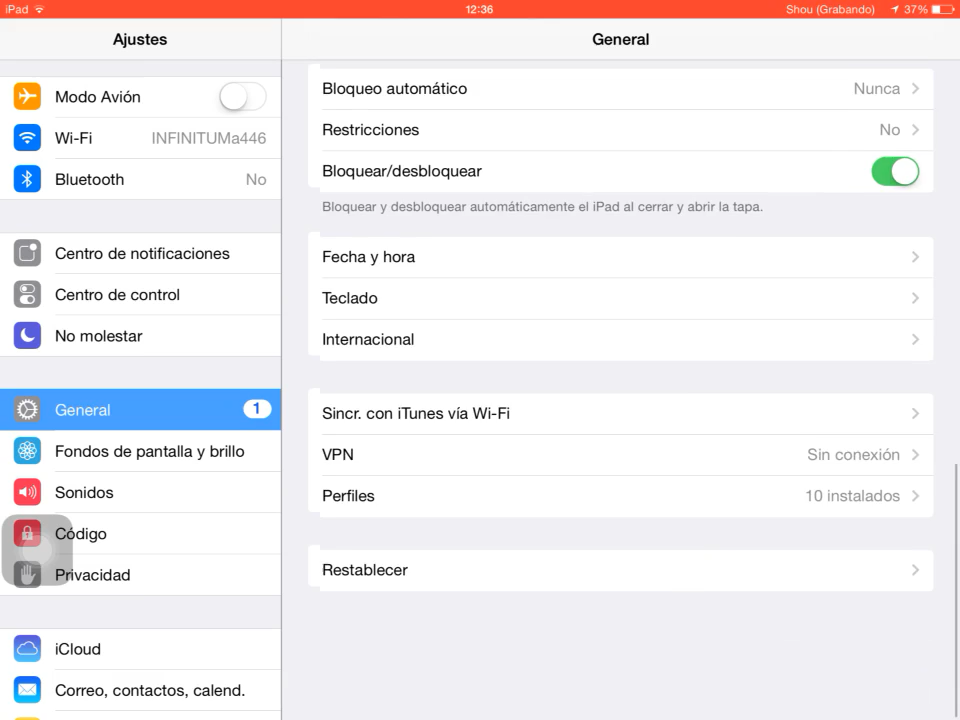 iPad
12:36
Shou (Grabando)
37%
Ajustes
General
Modo Avión
Wi-Fi INFINITUMa446
Bluetooth No
Centro de notificaciones
Centro de control
No molestar
General 1
Fondos de pantalla y brillo
Sonidos
Código
Privacidad
iCloud
Correo, contactos, calend.
Bloqueo automático Nunca
Restricciones No
Bloquear/desbloquear
Bloquear y desbloquear automáticamente el iPad al cerrar y abrir la tapa.
Fecha y hora
Teclado
Internacional
Sincr. con iTunes vía Wi-Fi
VPN Sin conexión
Perfiles 10 instalados
Restablecer